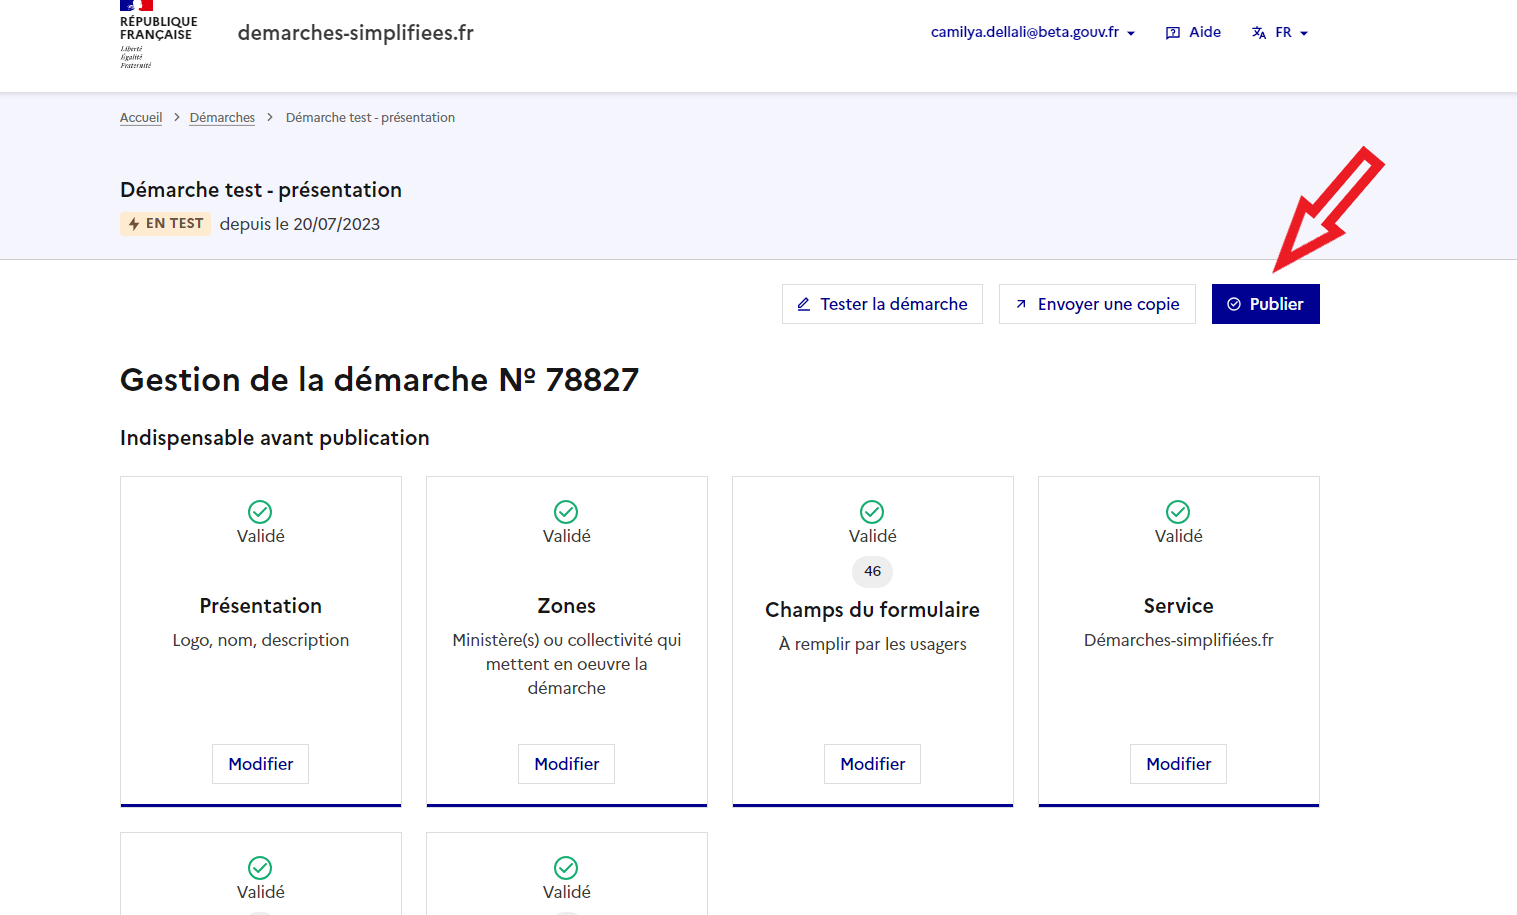 RÉPUBLIQUE
FRANÇAISE
Liberté
Égalité
Fraternité
demarches-simplifiees.fr
camilya.dellali@beta.gouv.fr
Aide
FR
Accueil > Démarches > Démarche test - présentation
Démarche test - présentation
EN TEST depuis le 20/07/2023
Tester la démarche
Envoyer une copie
Publier
Gestion de la démarche Nº 78827
Indispensable avant publication
Validé
Présentation
Logo, nom, description
Modifier
Validé
Zones
Ministère(s) ou collectivité qui
mettent en oeuvre la
démarche
Modifier
Validé
46
Champs du formulaire
À remplir par les usagers
Modifier
Validé
Service
Démarches-simplifiées.fr
Modifier
Validé
Validé